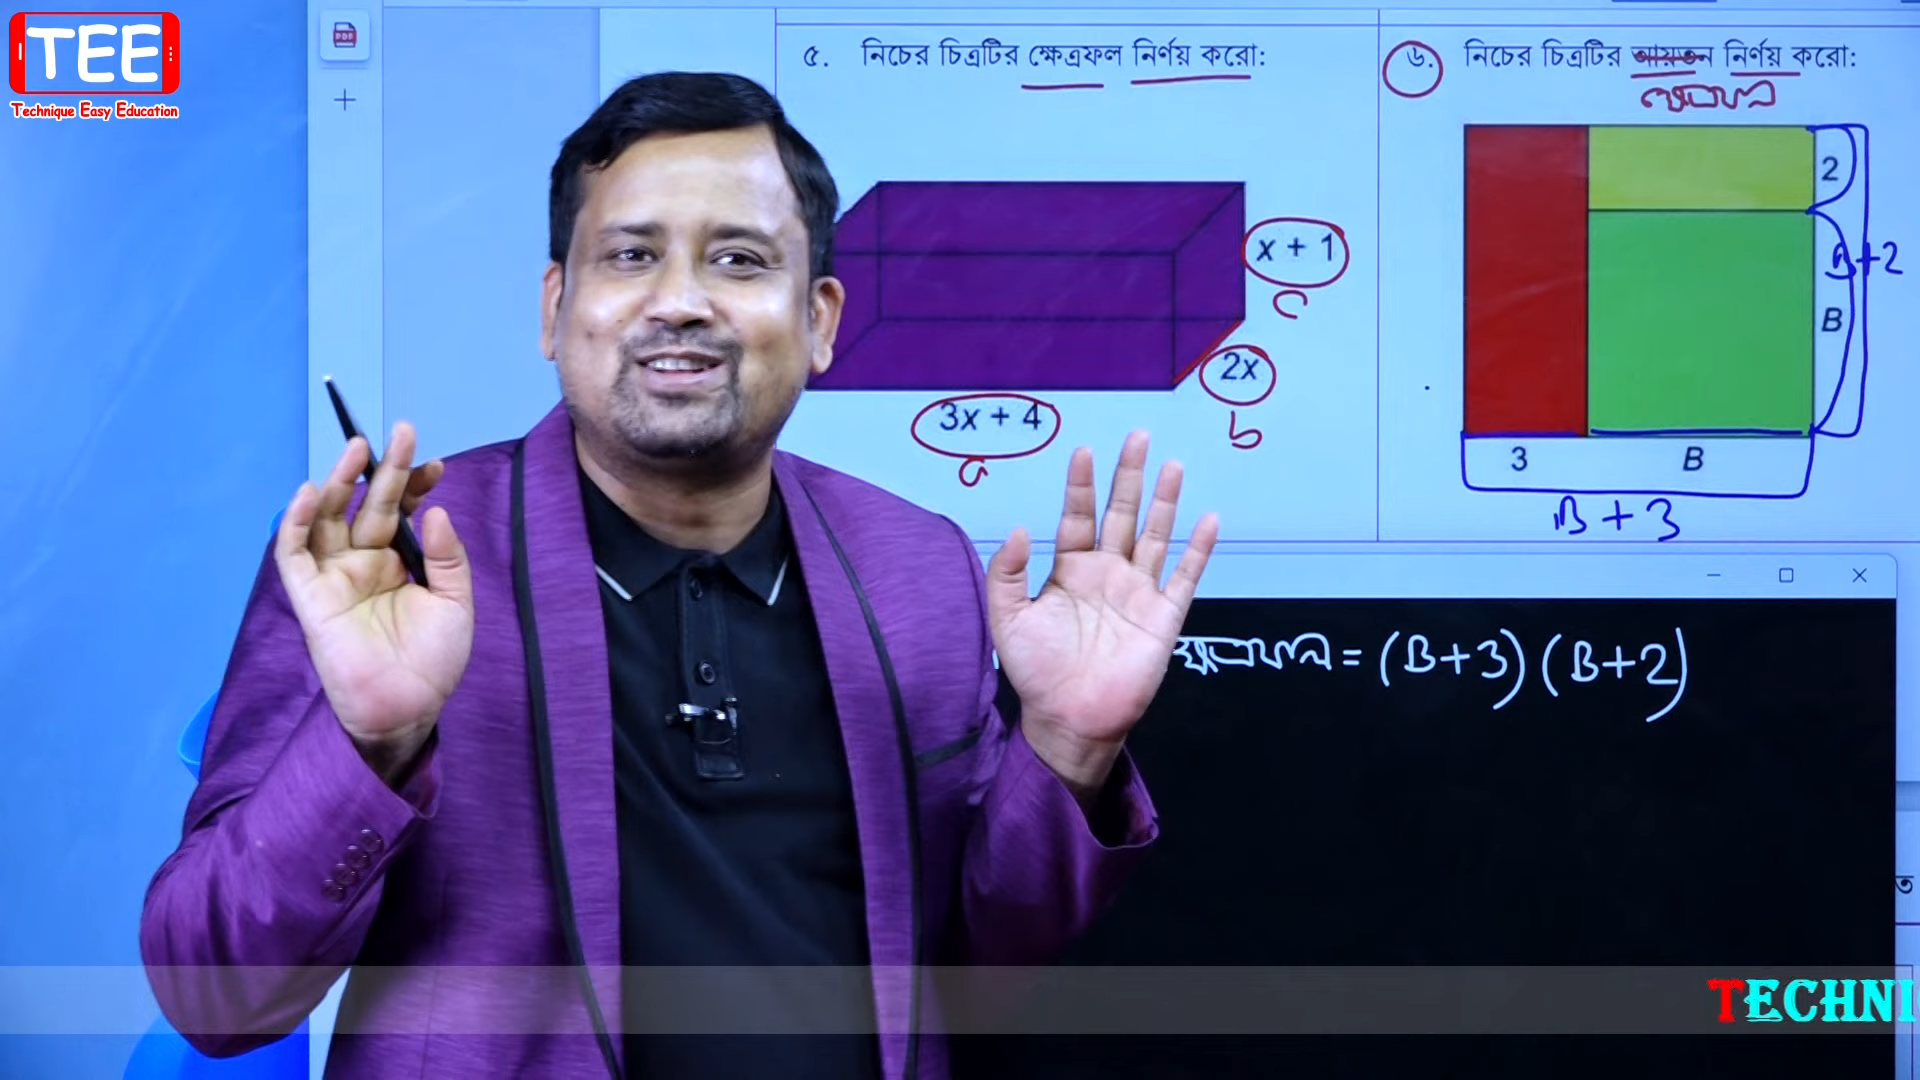 TEE
Technique Easy Education
PDF
৫. নিচের চিত্রটির ক্ষেত্রফল নির্ণয় করো:
x + 1
c
2x
b
3x + 4
a
৬. নিচের চিত্রটির আয়তন নির্ণয় করো:
ক্ষেত্রফল
2
B+2
B
3 B
B + 3
ক্ষেত্রফল = (B+3) (B+2)
ত
TECHNI